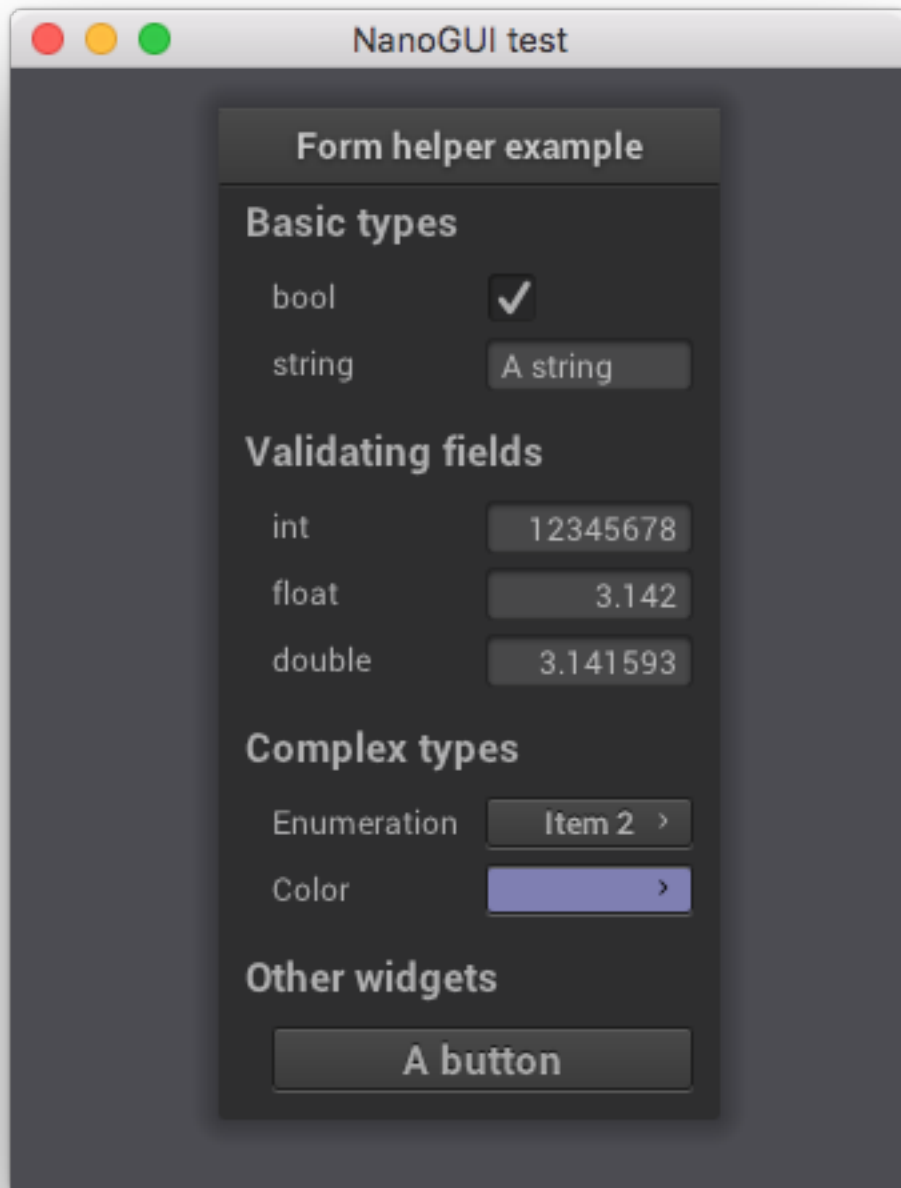 NanoGUI test
Form helper example
Basic types
bool
string A string
Validating fields
int 12345678
float 3.142
double 3.141593
Complex types
Enumeration Item 2
Color
Other widgets
A button